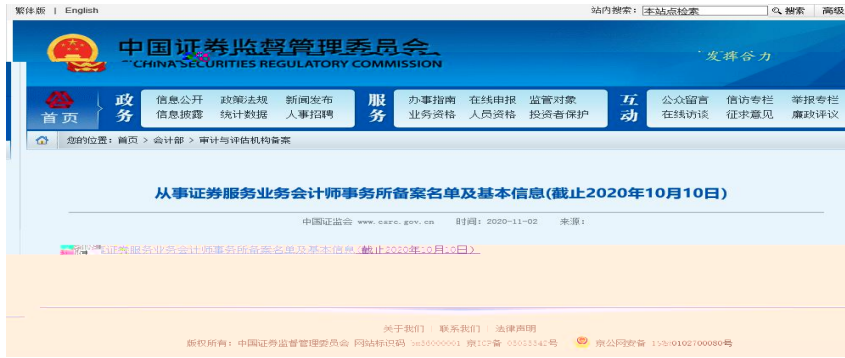 繁体版 | English 站内搜索： 本站点检索 搜索 高级
中国证券监督管理委员会
CHINA SECURITIES REGULATORY COMMISSION
发挥合力
首页 政务 信息公开 政策法规 新闻发布 服务 办事指南 在线申报 监管对象 互动 公众留言 信访专栏 举报专栏
信息披露 统计数据 人事招聘 业务资格 人员资格 投资者保护 在线访谈 征求意见 廉政评议
您的位置：首页 > 会计部 > 审计与评估机构备案
从事证券服务业务会计师事务所备案名单及基本信息(截止2020年10月10日)
中国证监会 www.csrc.gov.cn 时间：2020-11-02 来源：
证券服务业务会计师事务所备案名单及基本信息（截止2020年10月10日）
关于我们 | 联系我们 | 法律声明
版权所有：中国证券监督管理委员会 网站标识码 京ICP备 号 京公网安备 号